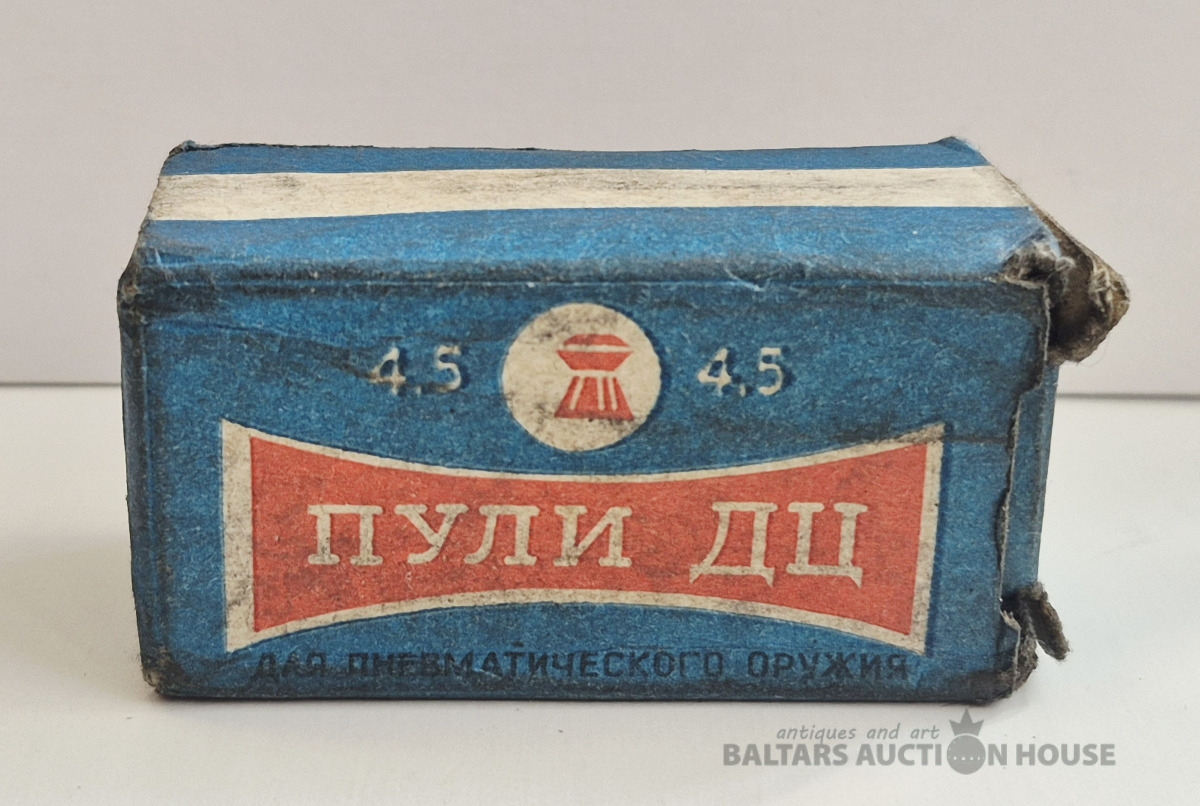 4,5 4,5
ПУЛИ ДЦ
ДЛЯ ПНЕВМАТИЧЕСКОГО ОРУЖИЯ
antiques and art
BALTARS AUCTION HOUSE